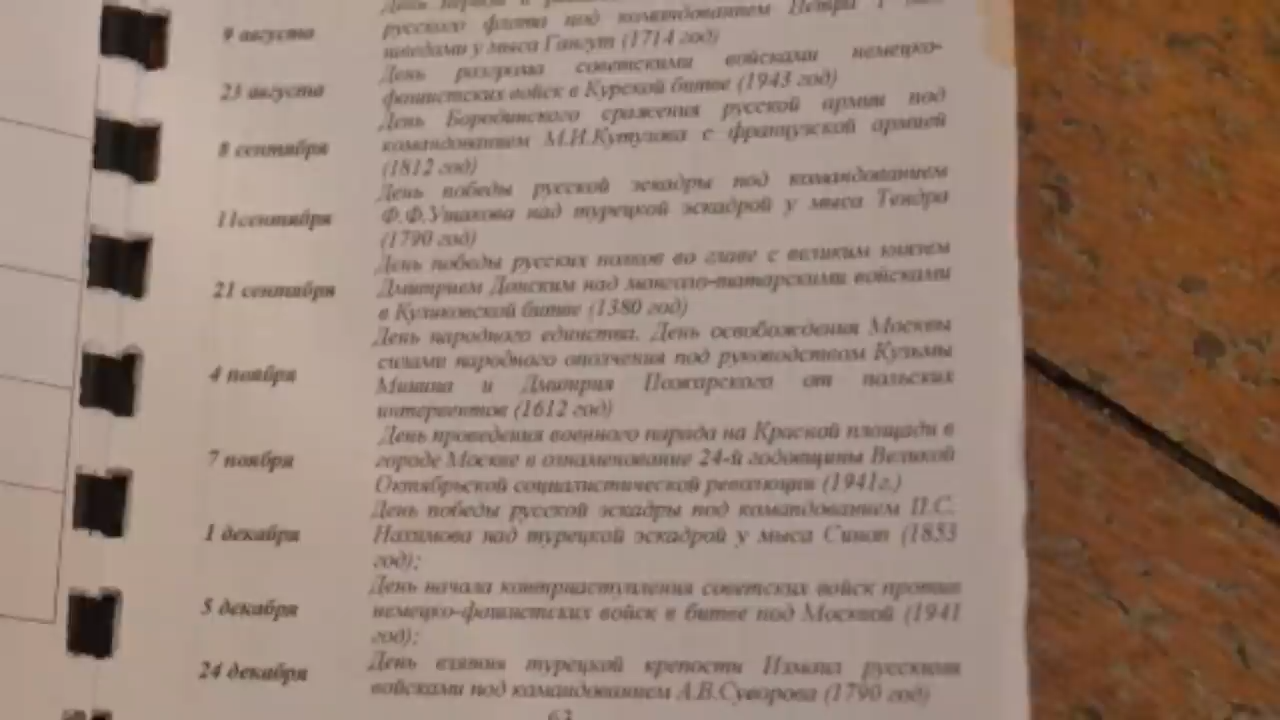 9 августа
русского флота под командованием Петра
шведами у мыса Гангут (1714 год)
23 августа
День разгрома советскими войсками немецко-
фашистских войск в Курской битве (1943 год)
8 сентября
День Бородинского сражения русской армии под
командованием М.И.Кутузова с французской армией
(1812 год)
11сентября
День победы русской эскадры под командованием
Ф.Ф.Ушакова над турецкой эскадрой у мыса Тендра
(1790 год)
21 сентября
День победы русских полков во главе с великим князем
Дмитрием Донским над монголо-татарскими войсками
в Куликовской битве (1380 год)
4 ноября
День народного единства. День освобождения Москвы
силами народного ополчения под руководством Кузьмы
Минина и Дмитрия Пожарского от польских
интервентов (1612 год)
7 ноября
День проведения военного парада на Красной площади в
городе Москве в ознаменование 24-й годовщины Великой
Октябрьской социалистической революции (1941г.)
1 декабря
День победы русской эскадры под командованием П.С.
Нахимова над турецкой эскадрой у мыса Синоп (1853
год);
5 декабря
День начала контрнаступления советских войск против
немецко-фашистских войск в битве под Москвой (1941
год);
24 декабря
День взятия турецкой крепости Измаил русскими
войсками под командованием А.В.Суворова (1790 год)